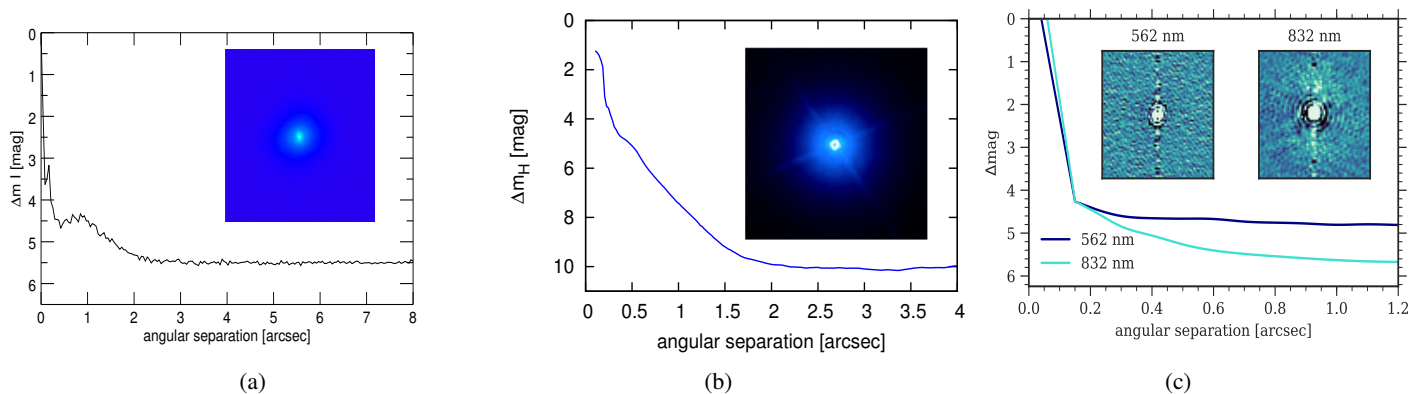 0
1
2
3
4
5
6
Δm I [mag]
0 1 2 3 4 5 6 7 8
angular separation [arcsec]
(a)
0
2
4
6
8
10
Δm_H [mag]
0 0.5 1 1.5 2 2.5 3 3.5 4
angular separation [arcsec]
(b)
562 nm 832 nm
0
1
2
3
4
5
6
Δmag
562 nm
832 nm
0.0 0.2 0.4 0.6 0.8 1.0 1.2
angular separation [arcsec]
(c)